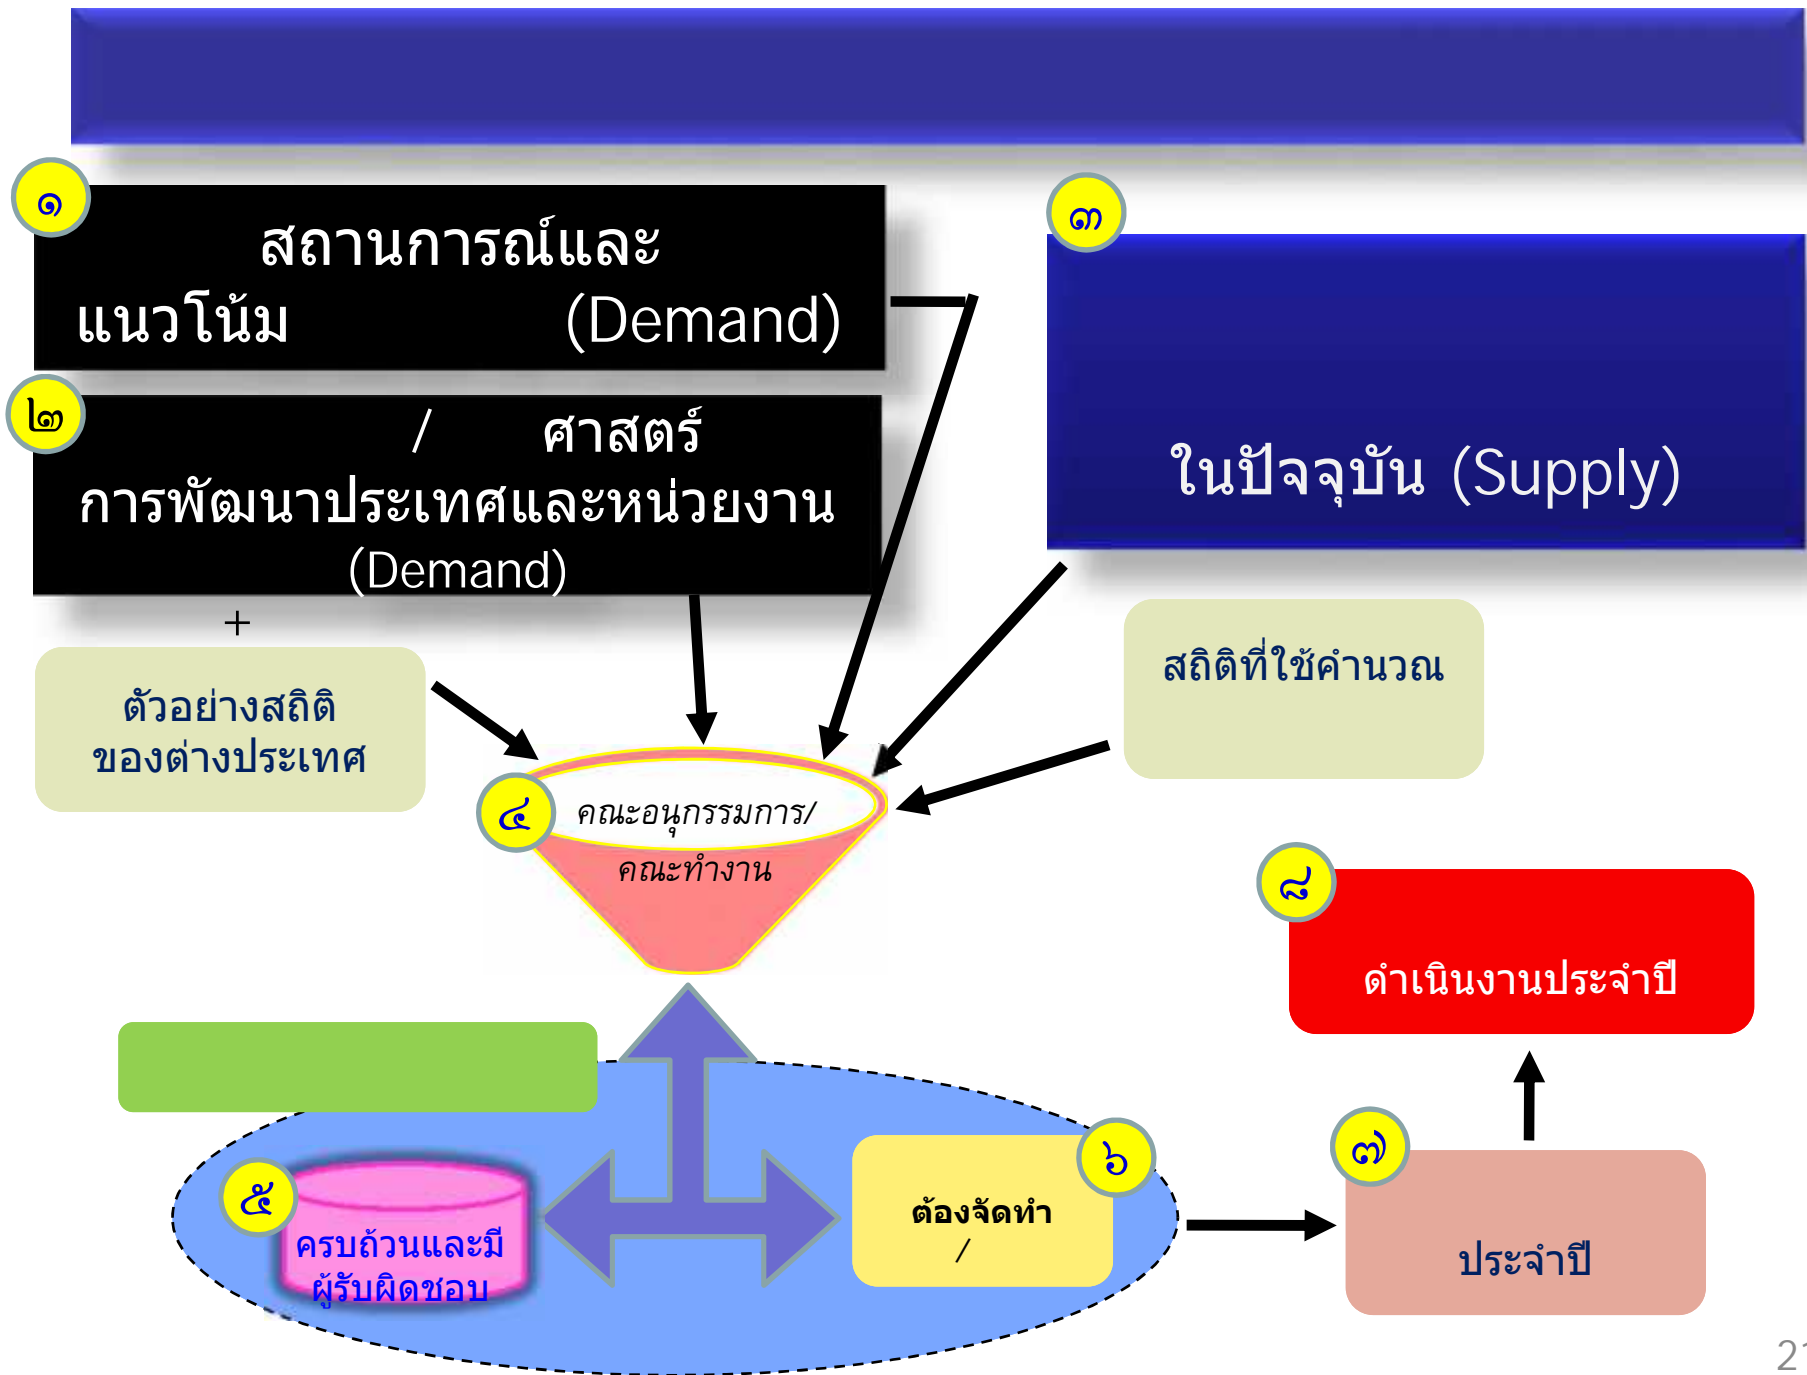 ๑
สถานการณ์และ
แนวโน้ม (Demand)
๒
/ ศาสตร์
การพัฒนาประเทศและหน่วยงาน
(Demand)
+
ตัวอย่างสถิติ
ของต่างประเทศ
๓
ในปัจจุบัน (Supply)
สถิติที่ใช้คำนวณ
๔
คณะอนุกรรมการ/
คณะทำงาน
๕
ครบถ้วนและมี
ผู้รับผิดชอบ
๖
ต้องจัดทำ
/
๗
ประจำปี
๘
ดำเนินงานประจำปี